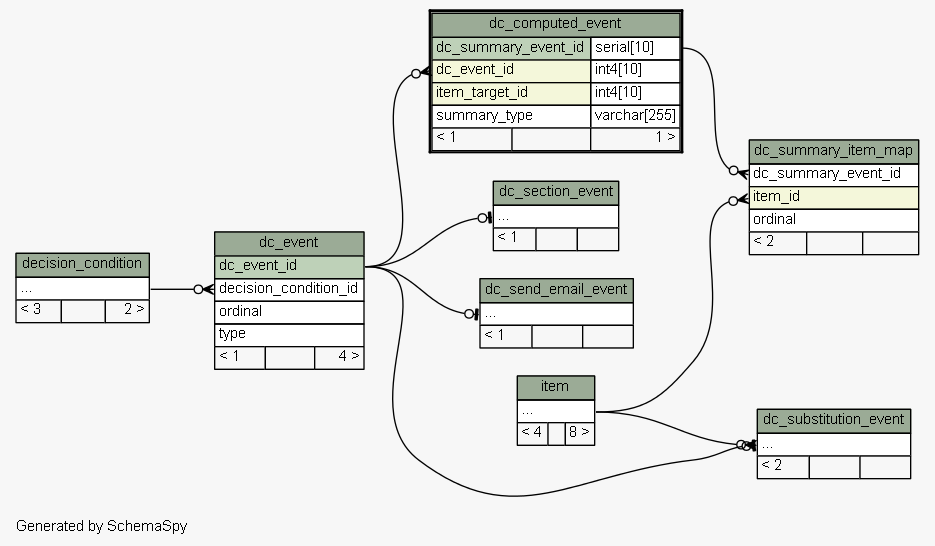 dc_computed_event
dc_summary_event_id serial[10]
dc_event_id int4[10]
item_target_id int4[10]
summary_type varchar[255]
< 1 1 >
dc_summary_item_map
dc_summary_event_id
item_id
ordinal
< 2
dc_section_event
...
< 1
dc_event
dc_event_id
decision_condition_id
ordinal
type
< 1 4 >
decision_condition
...
< 3 2 >
dc_send_email_event
...
< 1
item
...
< 4 8 >
dc_substitution_event
...
< 2
Generated by SchemaSpy